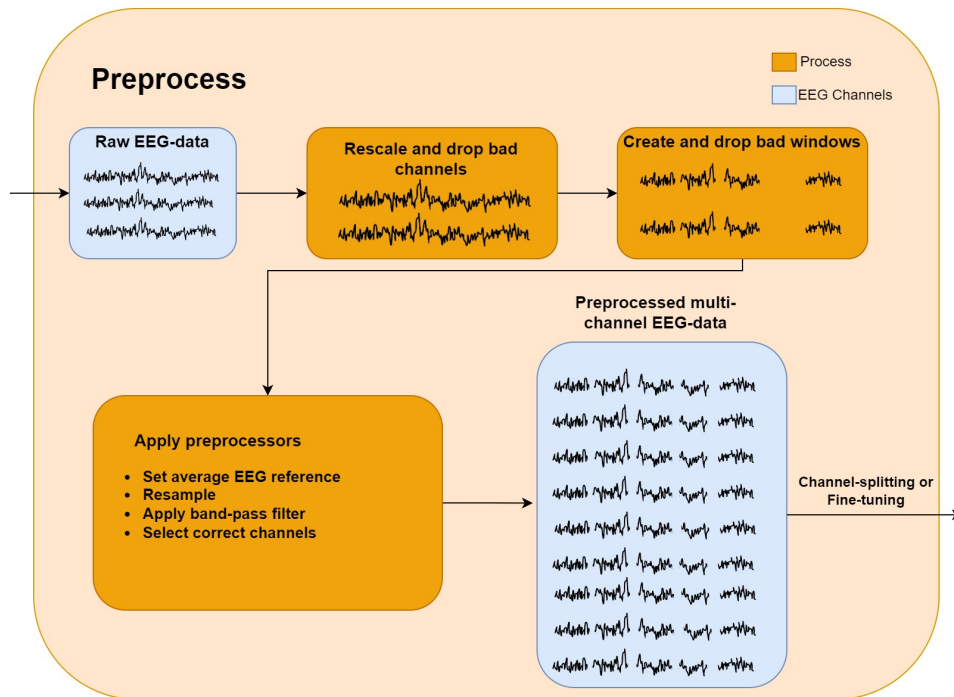 Preprocess
Process
EEG Channels
Raw EEG-data
Rescale and drop bad
channels
Create and drop bad windows
Preprocessed multi-
channel EEG-data
Apply preprocessors
• Set average EEG reference
• Resample
• Apply band-pass filter
• Select correct channels
Channel-splitting or
Fine-tuning